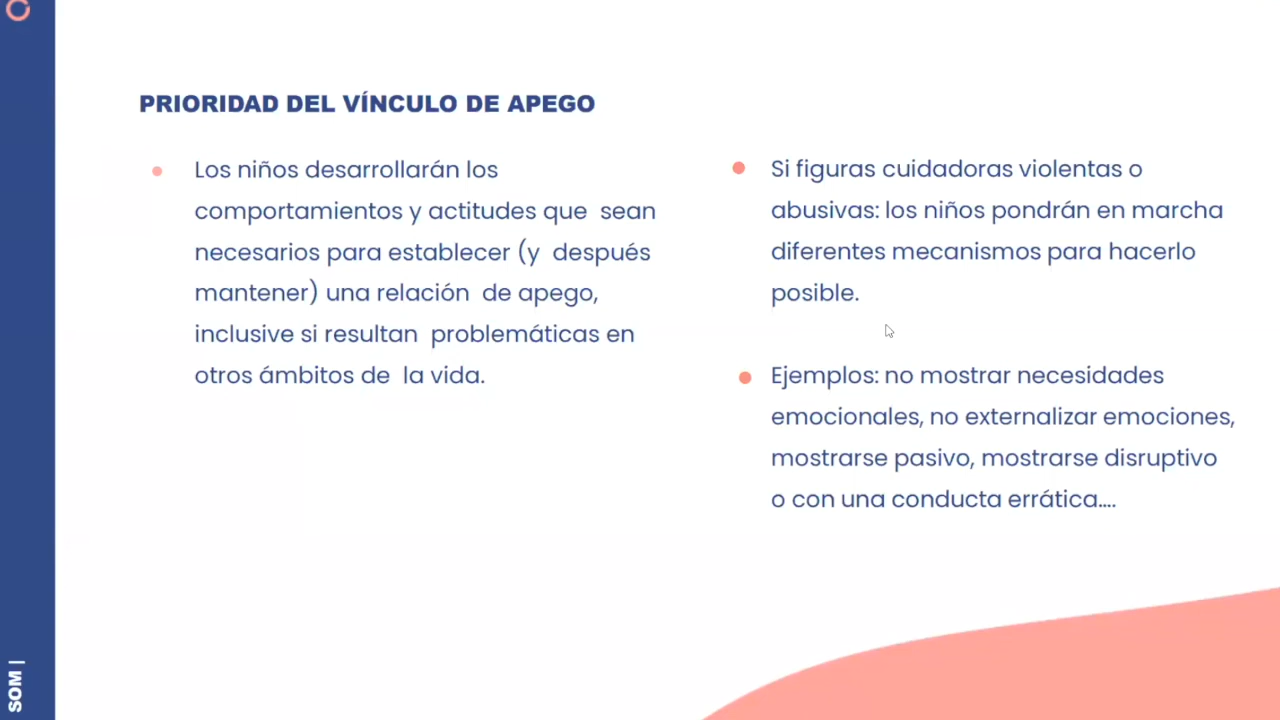 PRIORIDAD DEL VÍNCULO DE APEGO
Los niños desarrollarán los
comportamientos y actitudes que sean
necesarios para establecer (y después
mantener) una relación de apego,
inclusive si resultan problemáticas en
otros ámbitos de la vida.
Si figuras cuidadoras violentas o
abusivas: los niños pondrán en marcha
diferentes mecanismos para hacerlo
posible.
Ejemplos: no mostrar necesidades
emocionales, no externalizar emociones,
mostrarse pasivo, mostrarse disruptivo
o con una conducta errática....
SOM |